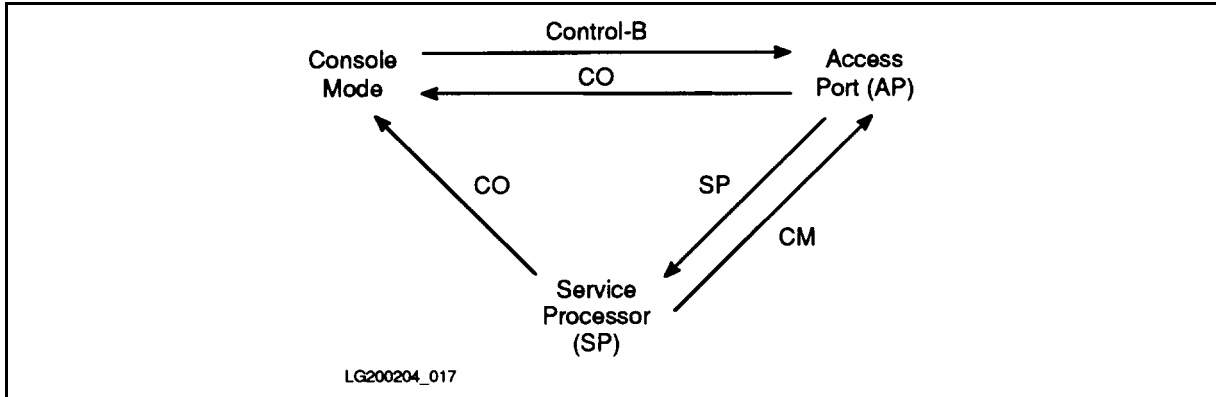 Control-B
Console
Mode
CO
Access
Port (AP)
CO
SP
CM
Service
Processor
(SP)
LG200204_017